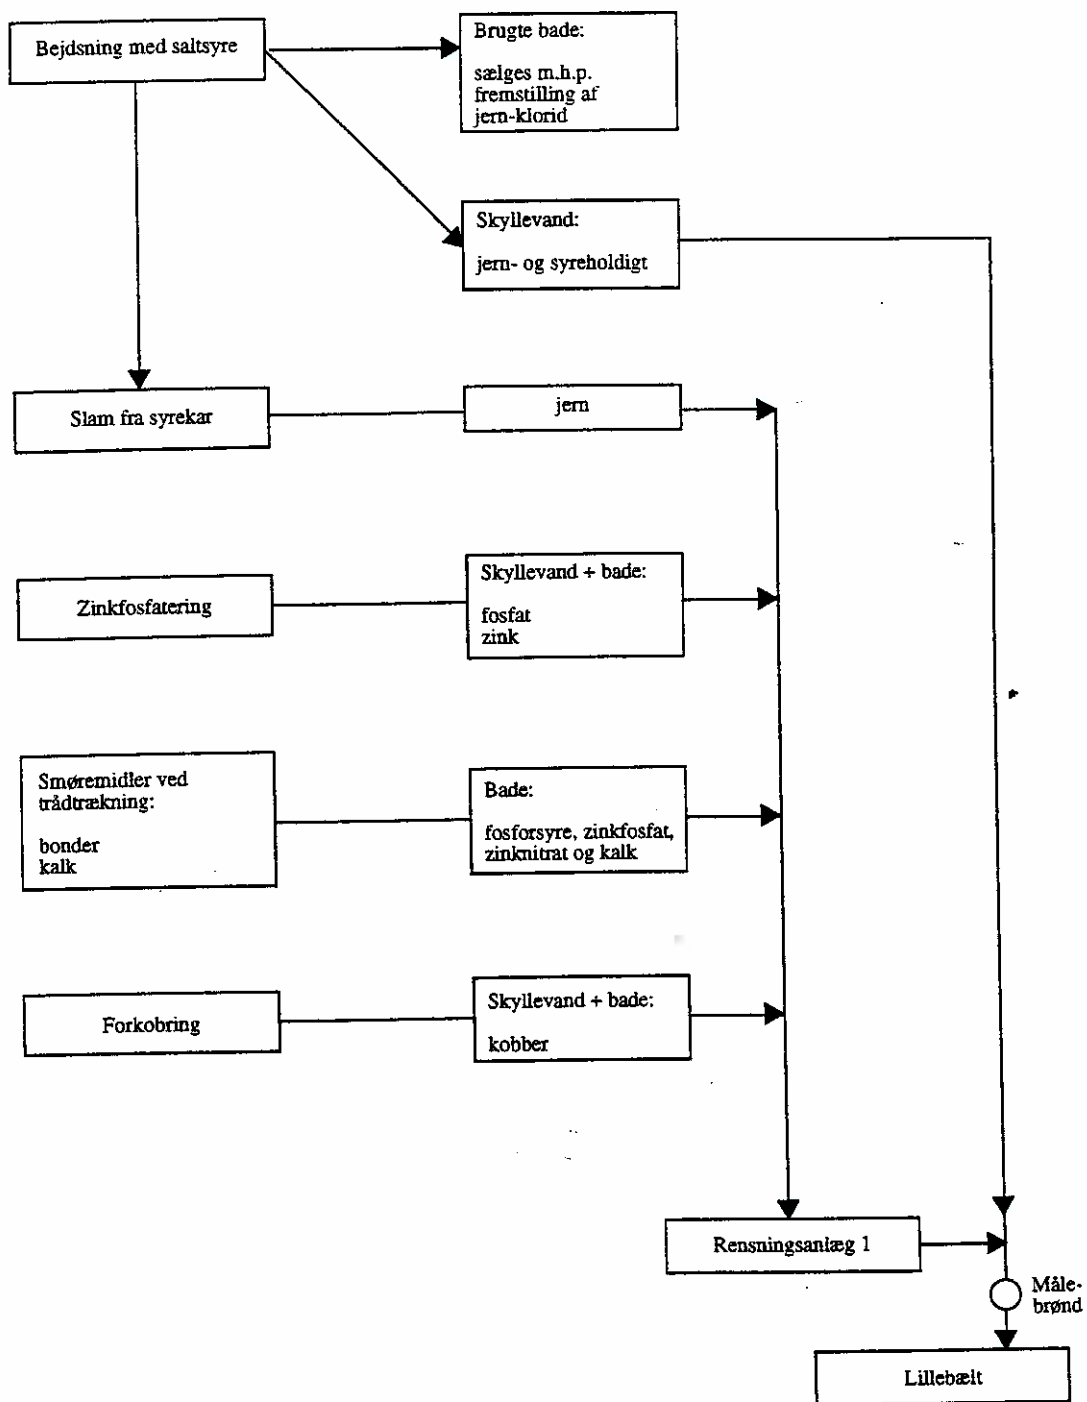 Bejdsning med saltsyre
Brugte bade:
sælges m.h.p.
fremstilling af
jern-klorid
Skyllevand:
jern- og syreholdigt
Slam fra syrekar
jern
Zinkfosfatering
Skyllevand + bade:
fosfat
zink
Smøremidler ved
trådtrækning:
bonder
kalk
Bade:
fosforsyre, zinkfosfat,
zinknitrat og kalk
Forkobring
Skyllevand + bade:
kobber
Rensningsanlæg 1
Måle-
brønd
Lillebælt